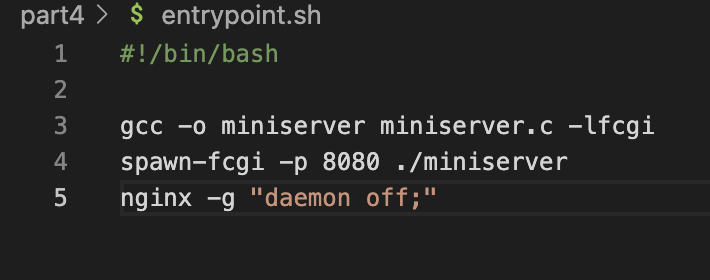 part4 > $ entrypoint.sh
1 #!/bin/bash
2
3 gcc -o miniserver miniserver.c -lfcgi
4 spawn-fcgi -p 8080 ./miniserver
5 nginx -g "daemon off;"